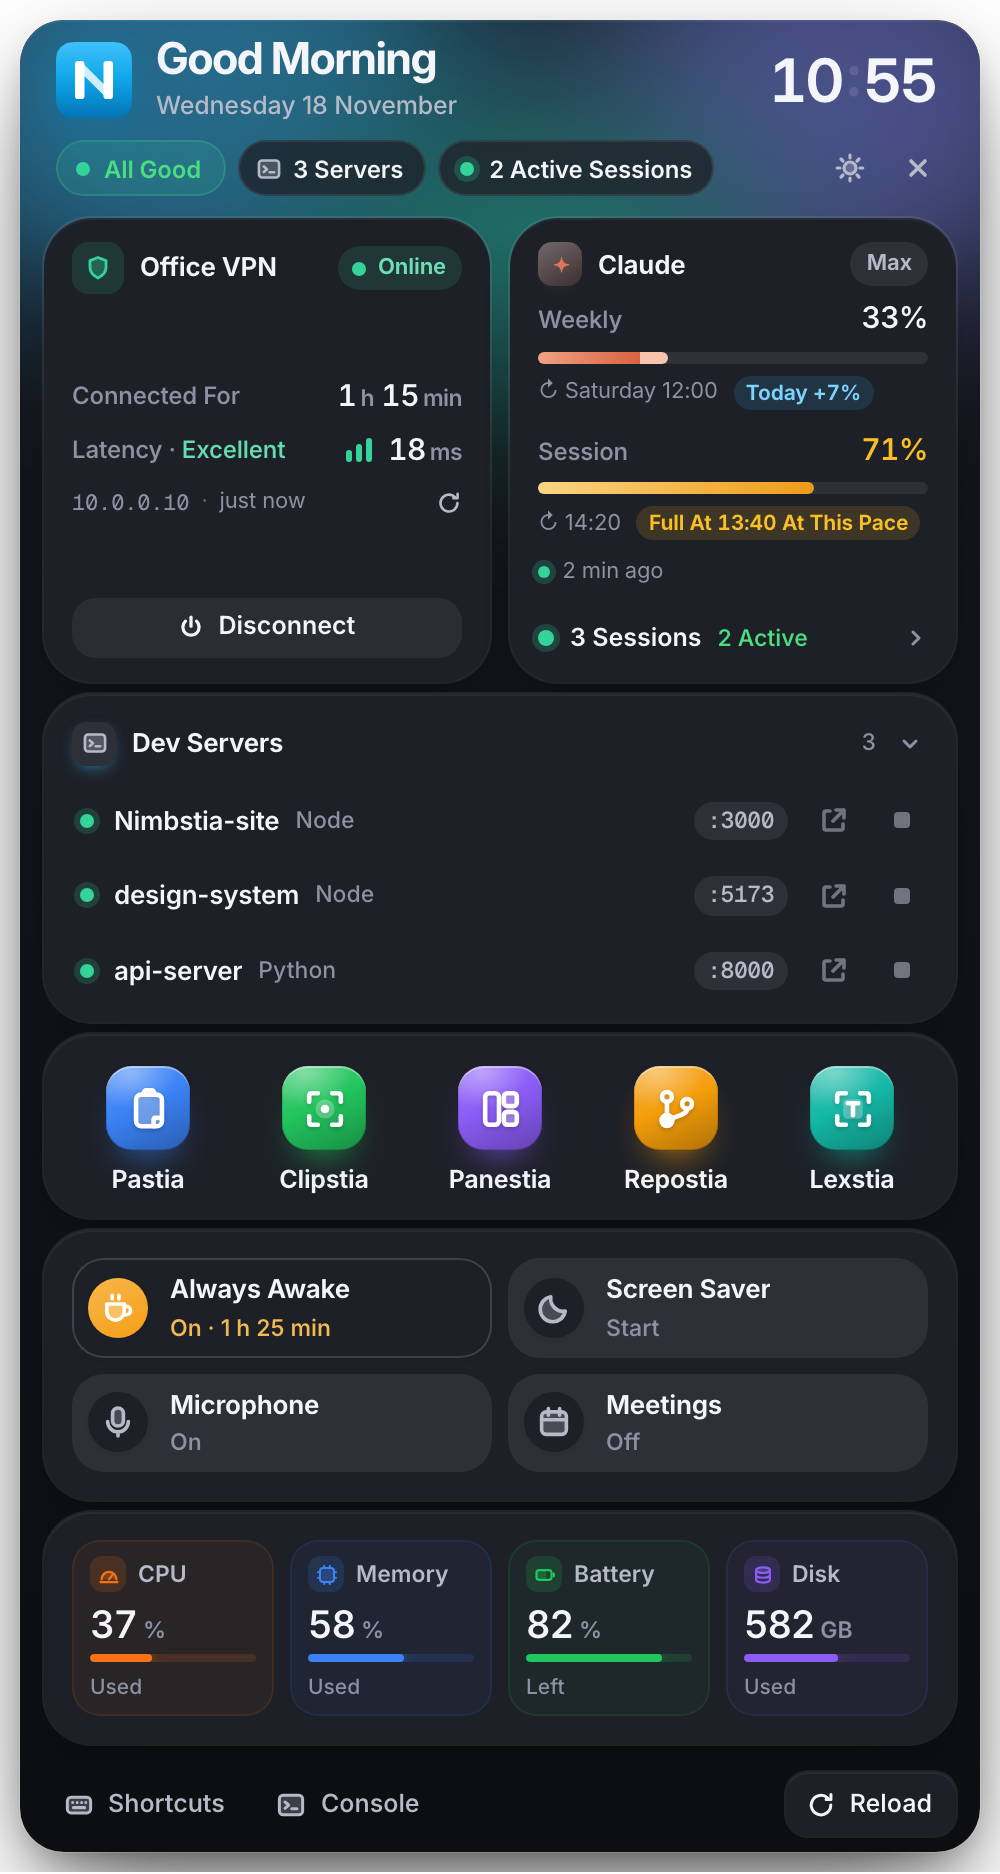 N
Good Morning
Wednesday 18 November
10:55
All Good
3 Servers
2 Active Sessions
Office VPN
Online
Connected For
1 h 15 min
Latency · Excellent
18 ms
10.0.0.10 · just now
Disconnect
Claude
Max
Weekly
33%
Saturday 12:00
Today +7%
Session
71%
14:20
Full At 13:40 At This Pace
2 min ago
3 Sessions 2 Active
Dev Servers
3
Nimbstia-site Node
:3000
design-system Node
:5173
api-server Python
:8000
Pastia
Clipstia
Panestia
Repostia
T
Lexstia
Always Awake
On · 1 h 25 min
Screen Saver
Start
Microphone
On
Meetings
Off
CPU
37 %
Used
Memory
58 %
Used
Battery
82 %
Left
Disk
582 GB
Used
Shortcuts
Console
Reload